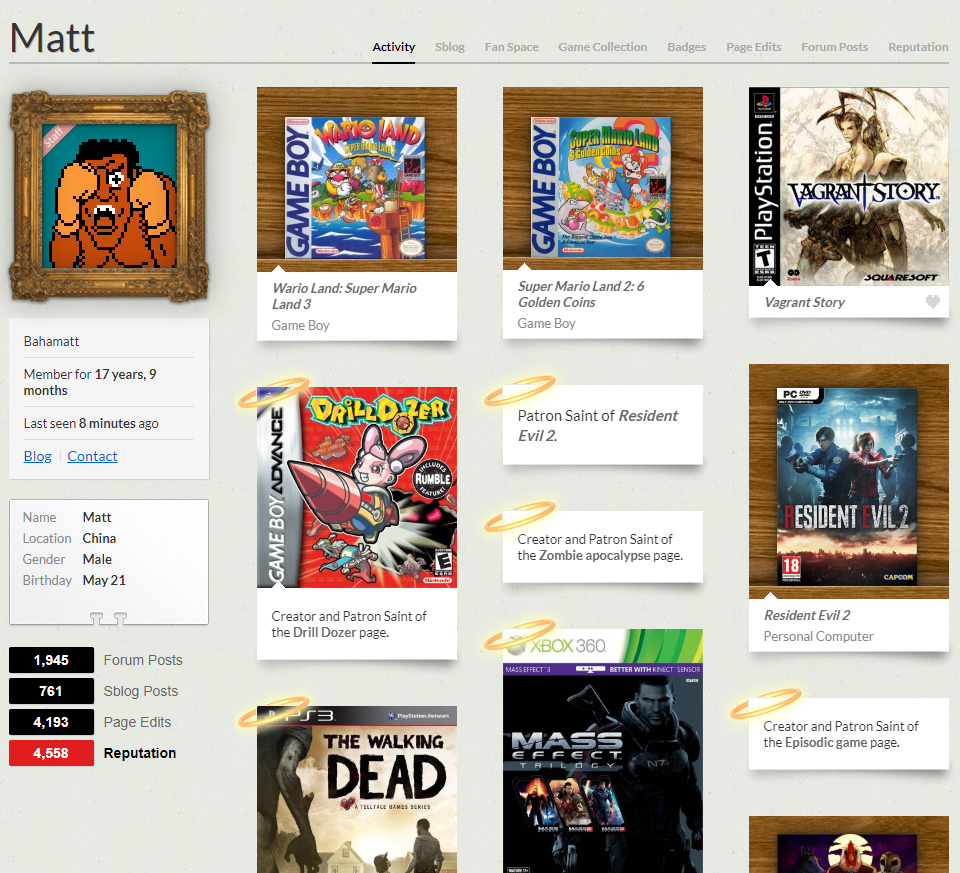 Matt
Activity
Sblog
Fan Space
Game Collection
Badges
Page Edits
Forum Posts
Reputation
Staff
Bahamatt
Member for 17 years, 9
months
Last seen 8 minutes ago
Blog
Contact
Name Matt
Location China
Gender Male
Birthday May 21
1,945 Forum Posts
761 Sblog Posts
4,193 Page Edits
4,558 Reputation
GAME BOY
WARIO LAND
SUPER MARIO LAND 3
Nintendo
Wario Land: Super Mario
Land 3
Game Boy
GAME BOY ADVANCE
DRILL DOZER
INCLUDES
RUMBLE
FEATURE!
EVERYONE
E
ESRB
Nintendo
Creator and Patron Saint of
the Drill Dozer page.
PS3
PlayStation Network
THE WALKING
DEAD
A TELLTALE GAMES SERIES
GAME BOY
SUPER MARIO LAND
2
6 GOLDEN COINS
Nintendo
Super Mario Land 2: 6
Golden Coins
Game Boy
Patron Saint of Resident
Evil 2.
Creator and Patron Saint of
the Zombie apocalypse page.
XBOX 360
MASS EFFECT 3
BETTER WITH KINECT SENSOR
N7
MASS
EFFECT
TRILOGY
PlayStation
VAGRANT STORY
TEEN
T
ESRB
SQUARESOFT
Vagrant Story
PC DVD
RESIDENT EVIL 2
18
CAPCOM
Resident Evil 2
Personal Computer
Creator and Patron Saint of
the Episodic game page.